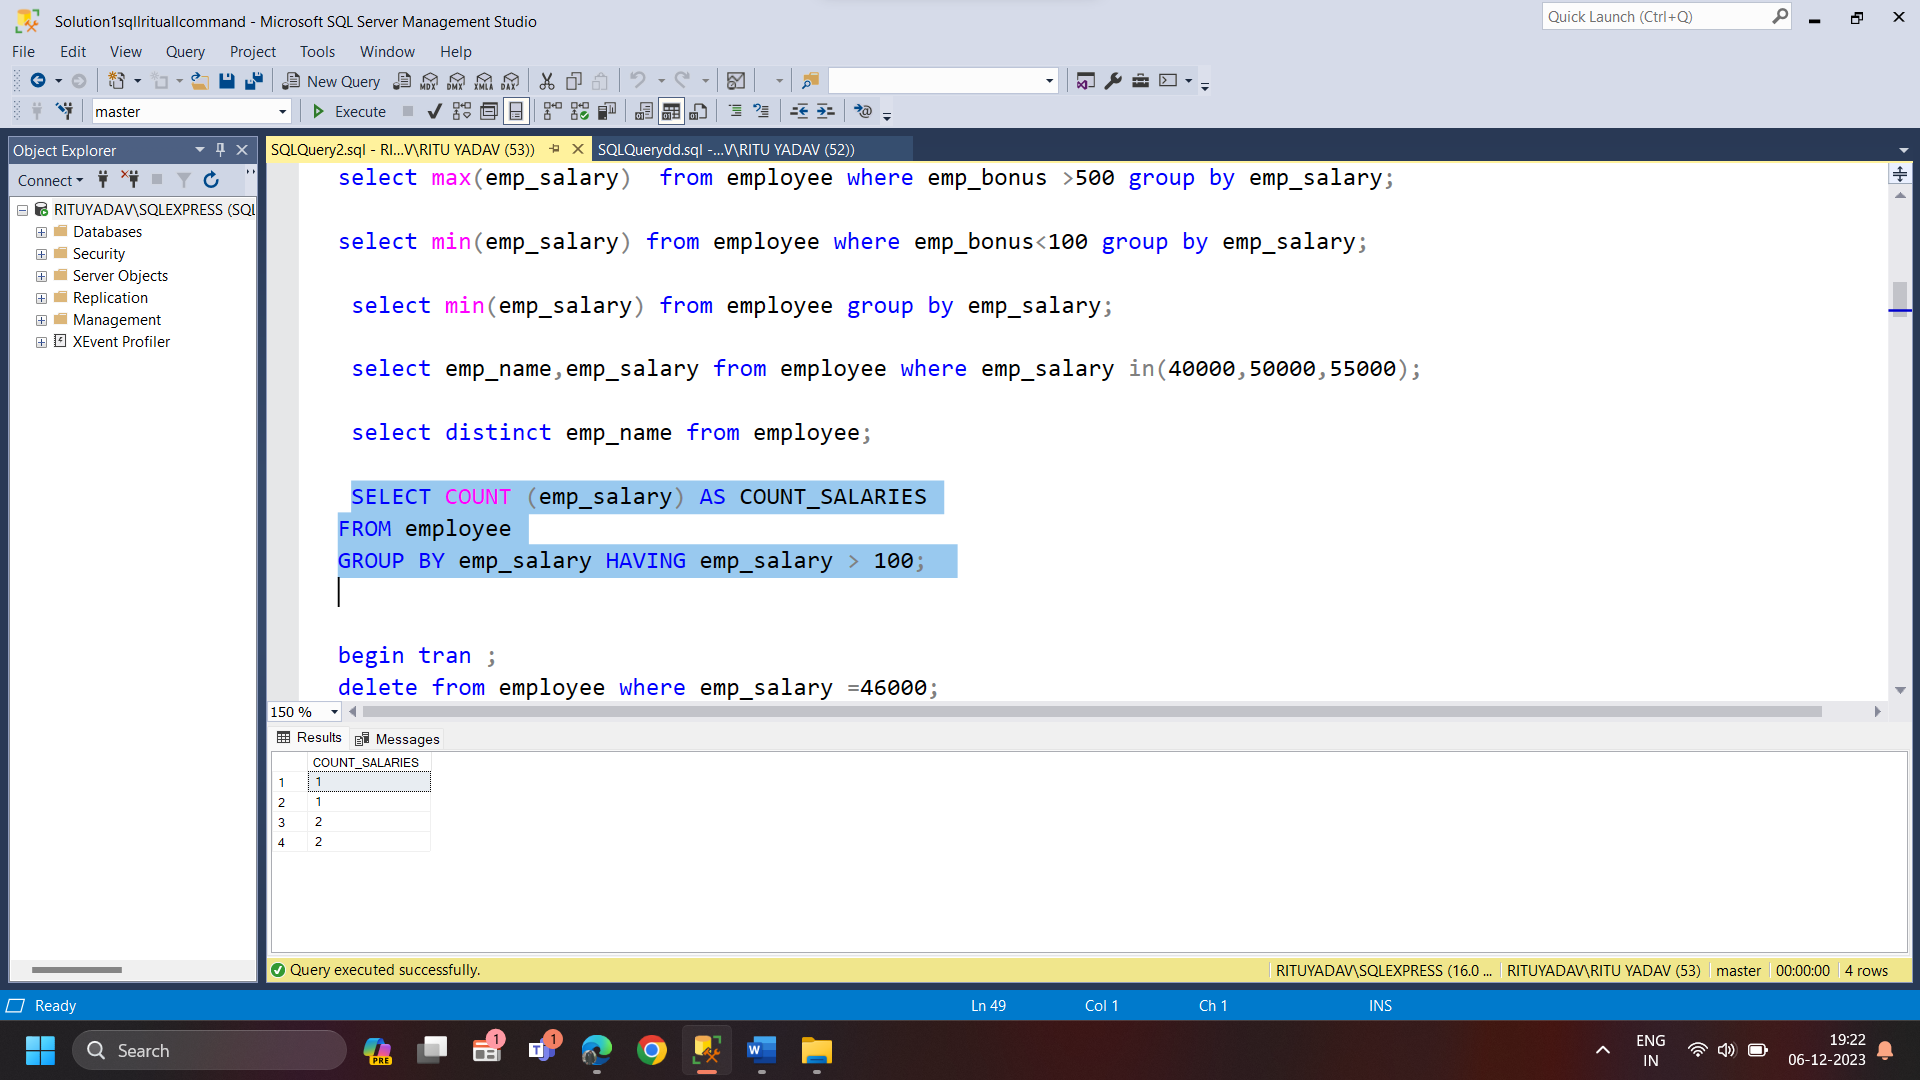 Solution1sqllrituallcommand - Microsoft SQL Server Management Studio
Quick Launch (Ctrl+Q)
File Edit View Query Project Tools Window Help
New Query MDX DMX XMLA DAX
master Execute
Object Explorer
SQLQuery2.sql - RI...V\RITU YADAV (53))
SQLQuerydd.sql -...V\RITU YADAV (52))
Connect
RITUYADAV\SQLEXPRESS (SQL
Databases
Security
Server Objects
Replication
Management
XEvent Profiler
select max(emp_salary)  from employee where emp_bonus >500 group by emp_salary;
select min(emp_salary) from employee where emp_bonus<100 group by emp_salary;
select min(emp_salary) from employee group by emp_salary;
select emp_name,emp_salary from employee where emp_salary in(40000,50000,55000);
select distinct emp_name from employee;
SELECT COUNT (emp_salary) AS COUNT_SALARIES
FROM employee
GROUP BY emp_salary HAVING emp_salary > 100;
begin tran ;
delete from employee where emp_salary =46000;
150 %
Results Messages
COUNT_SALARIES
1 1
2 1
3 2
4 2
Query executed successfully.
RITUYADAV\SQLEXPRESS (16.0 ... RITUYADAV\RITU YADAV (53) master 00:00:00 4 rows
Ready Ln 49 Col 1 Ch 1 INS
Search PRE 1 1
ENG
IN
19:22
06-12-2023